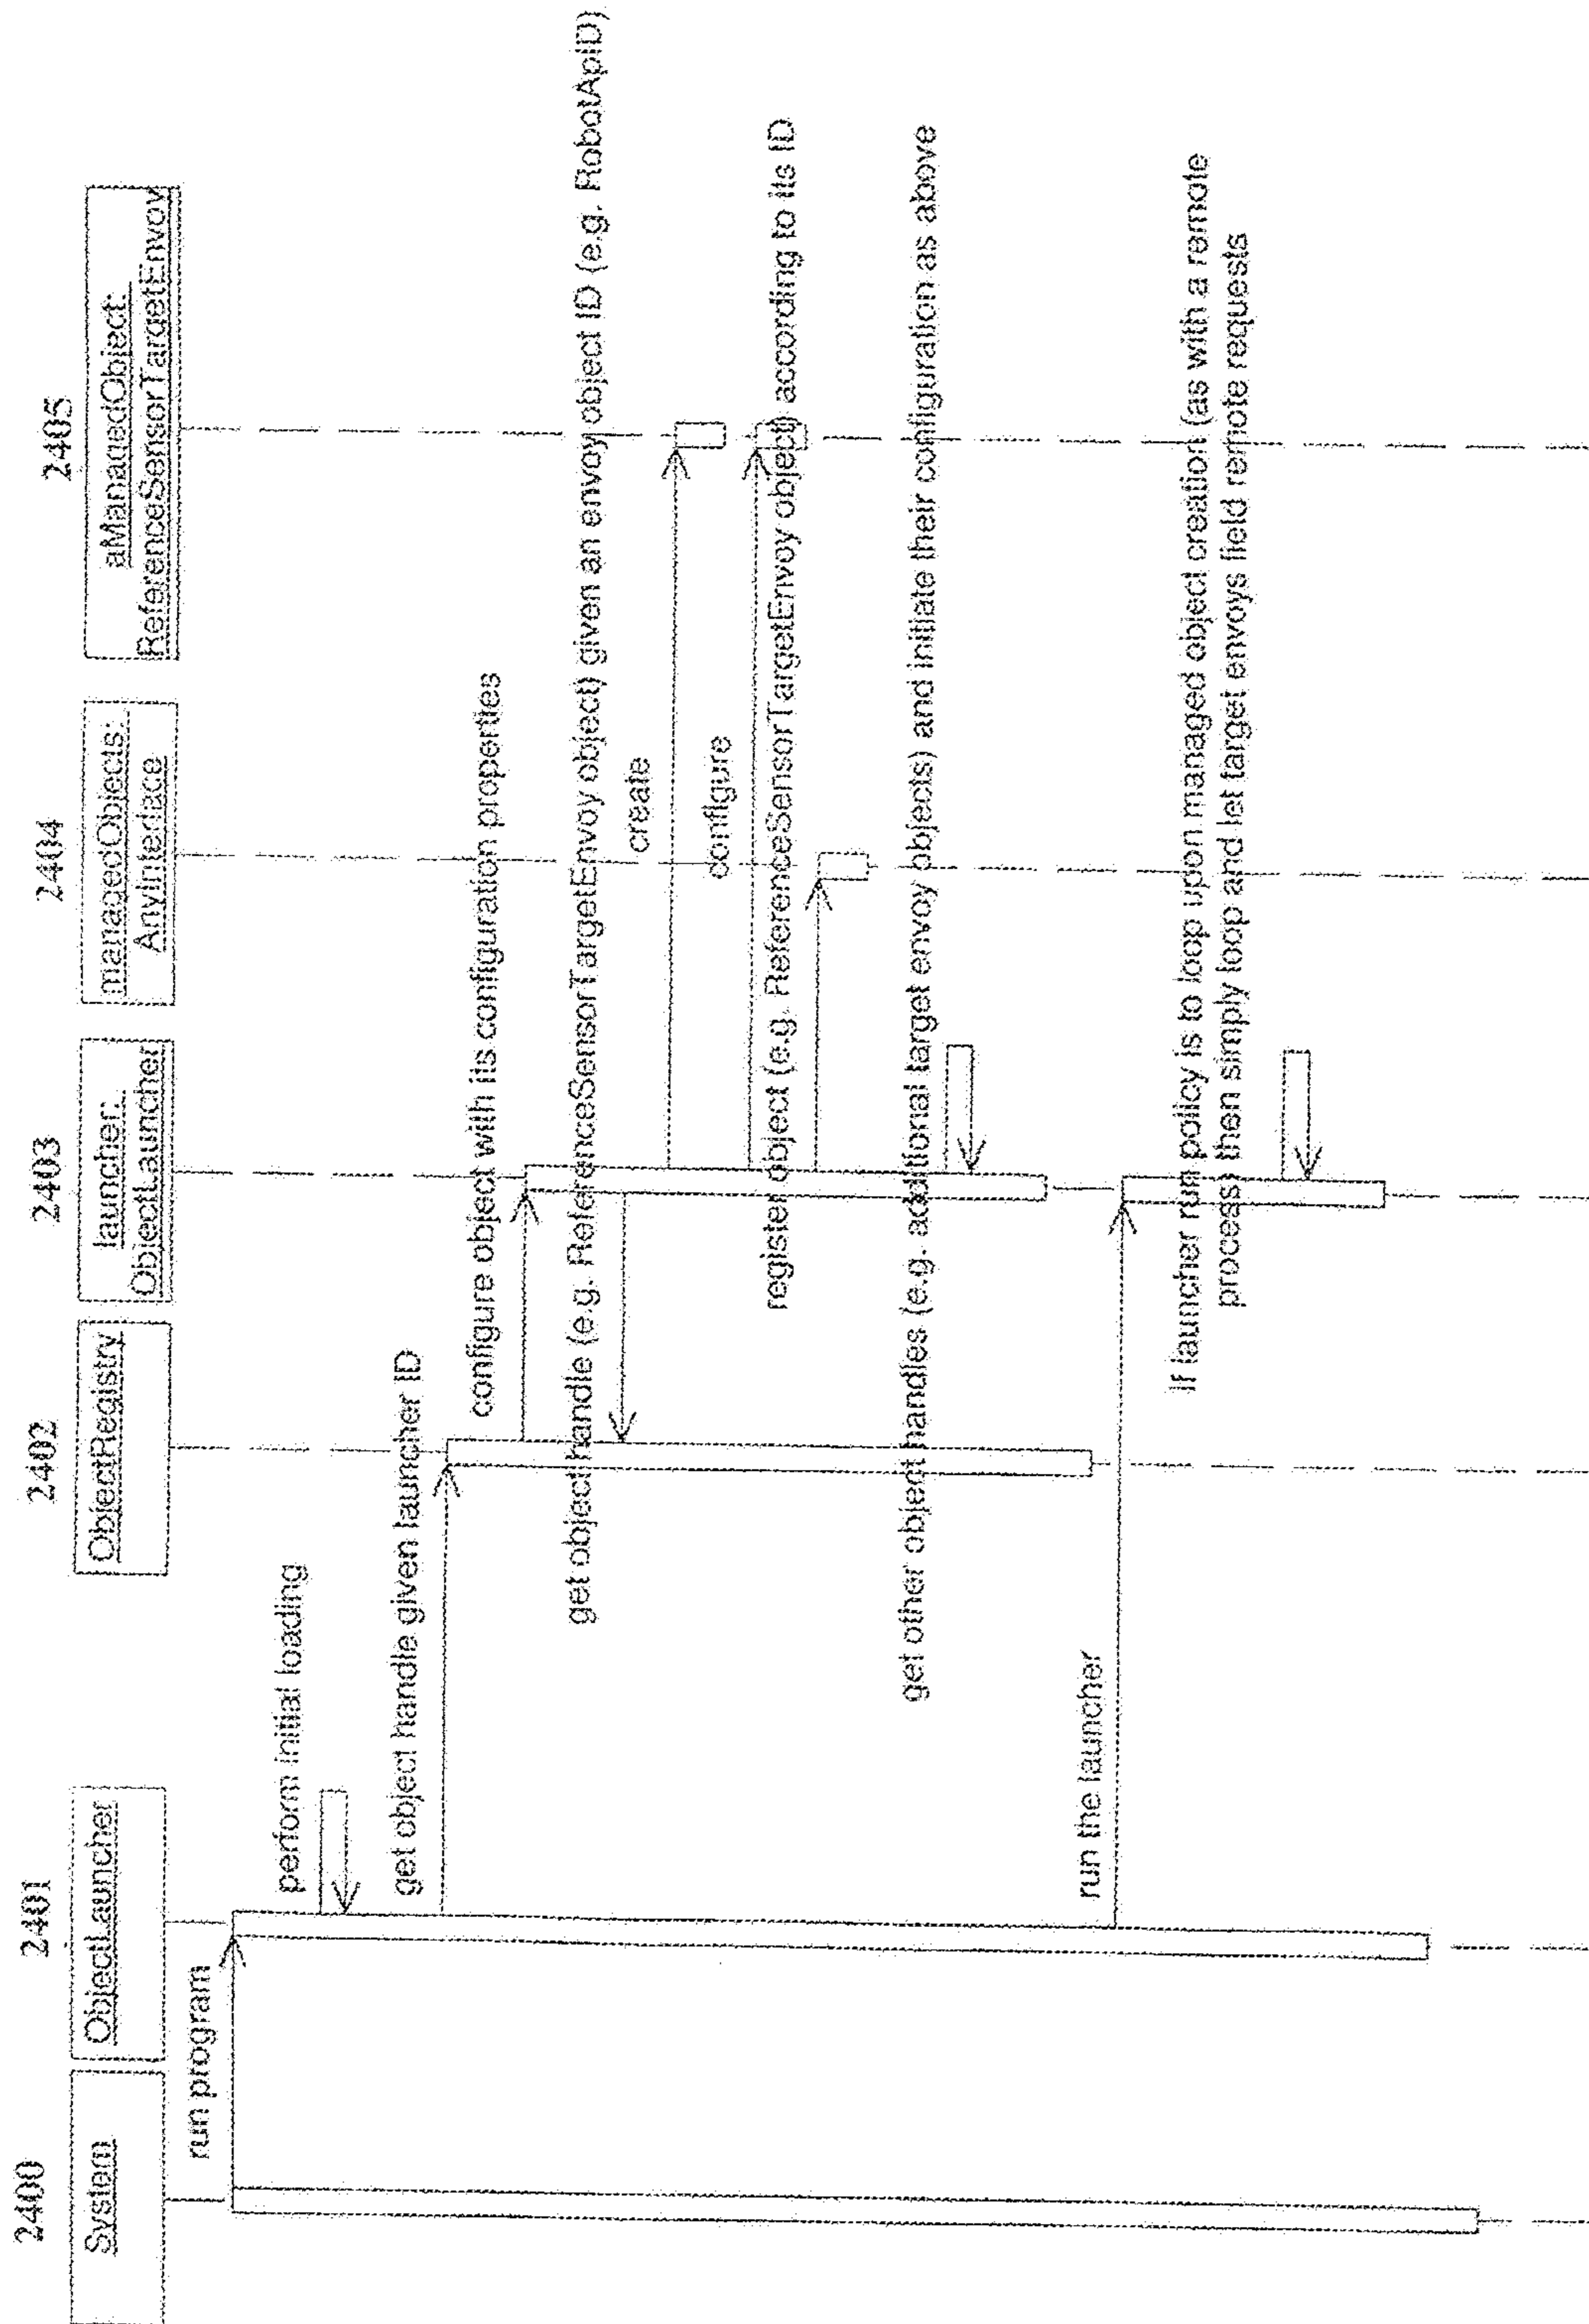 2400
System
2401
ObjectLauncher
2402
ObjectRegistry
2403
launcher:
ObjectLauncher
2404
managedObjects:
AnyInterface
2405
aManagedObject:
ReferenceSensorTargetEnvoy
run program
perform initial loading
get object handle given launcher ID
configure object with its configuration properties
get object handle (e.g. ReferenceSensorTargetEnvoy object) given an envoy object ID (e.g. RobotApiID)
create
configure
register object (e.g. ReferenceSensorTargetEnvoy object) according to its ID
get other object handles (e.g. additional target envoy objects) and initiate their configuration as above
run the launcher
If launcher run policy is to loop upon managed object creation (as with a remote
process) then simply loop and let target envoys field remote requests